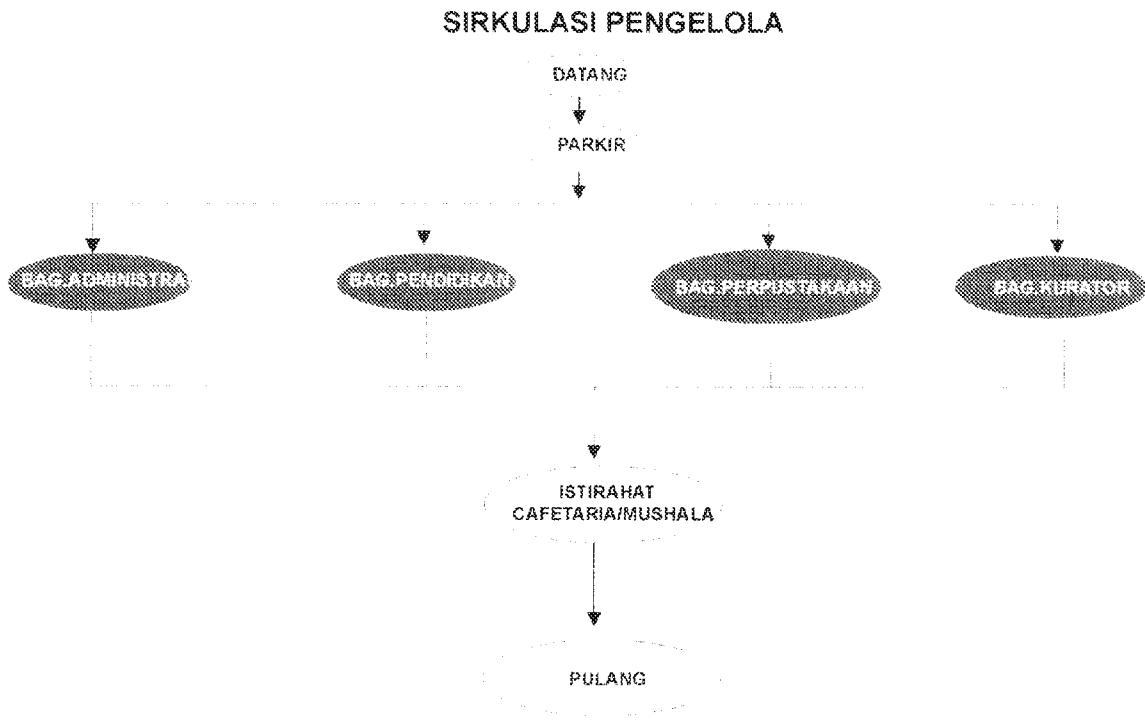 SIRKULASI PENGELOLA
DATANG
PARKIR
BAG.ADMINISTRA
BAG.PENDIDIKAN
BAG.PERPUSTAKAAN
BAG.KURATOR
ISTIRAHAT
CAFETARIA/MUSHALA
PULANG